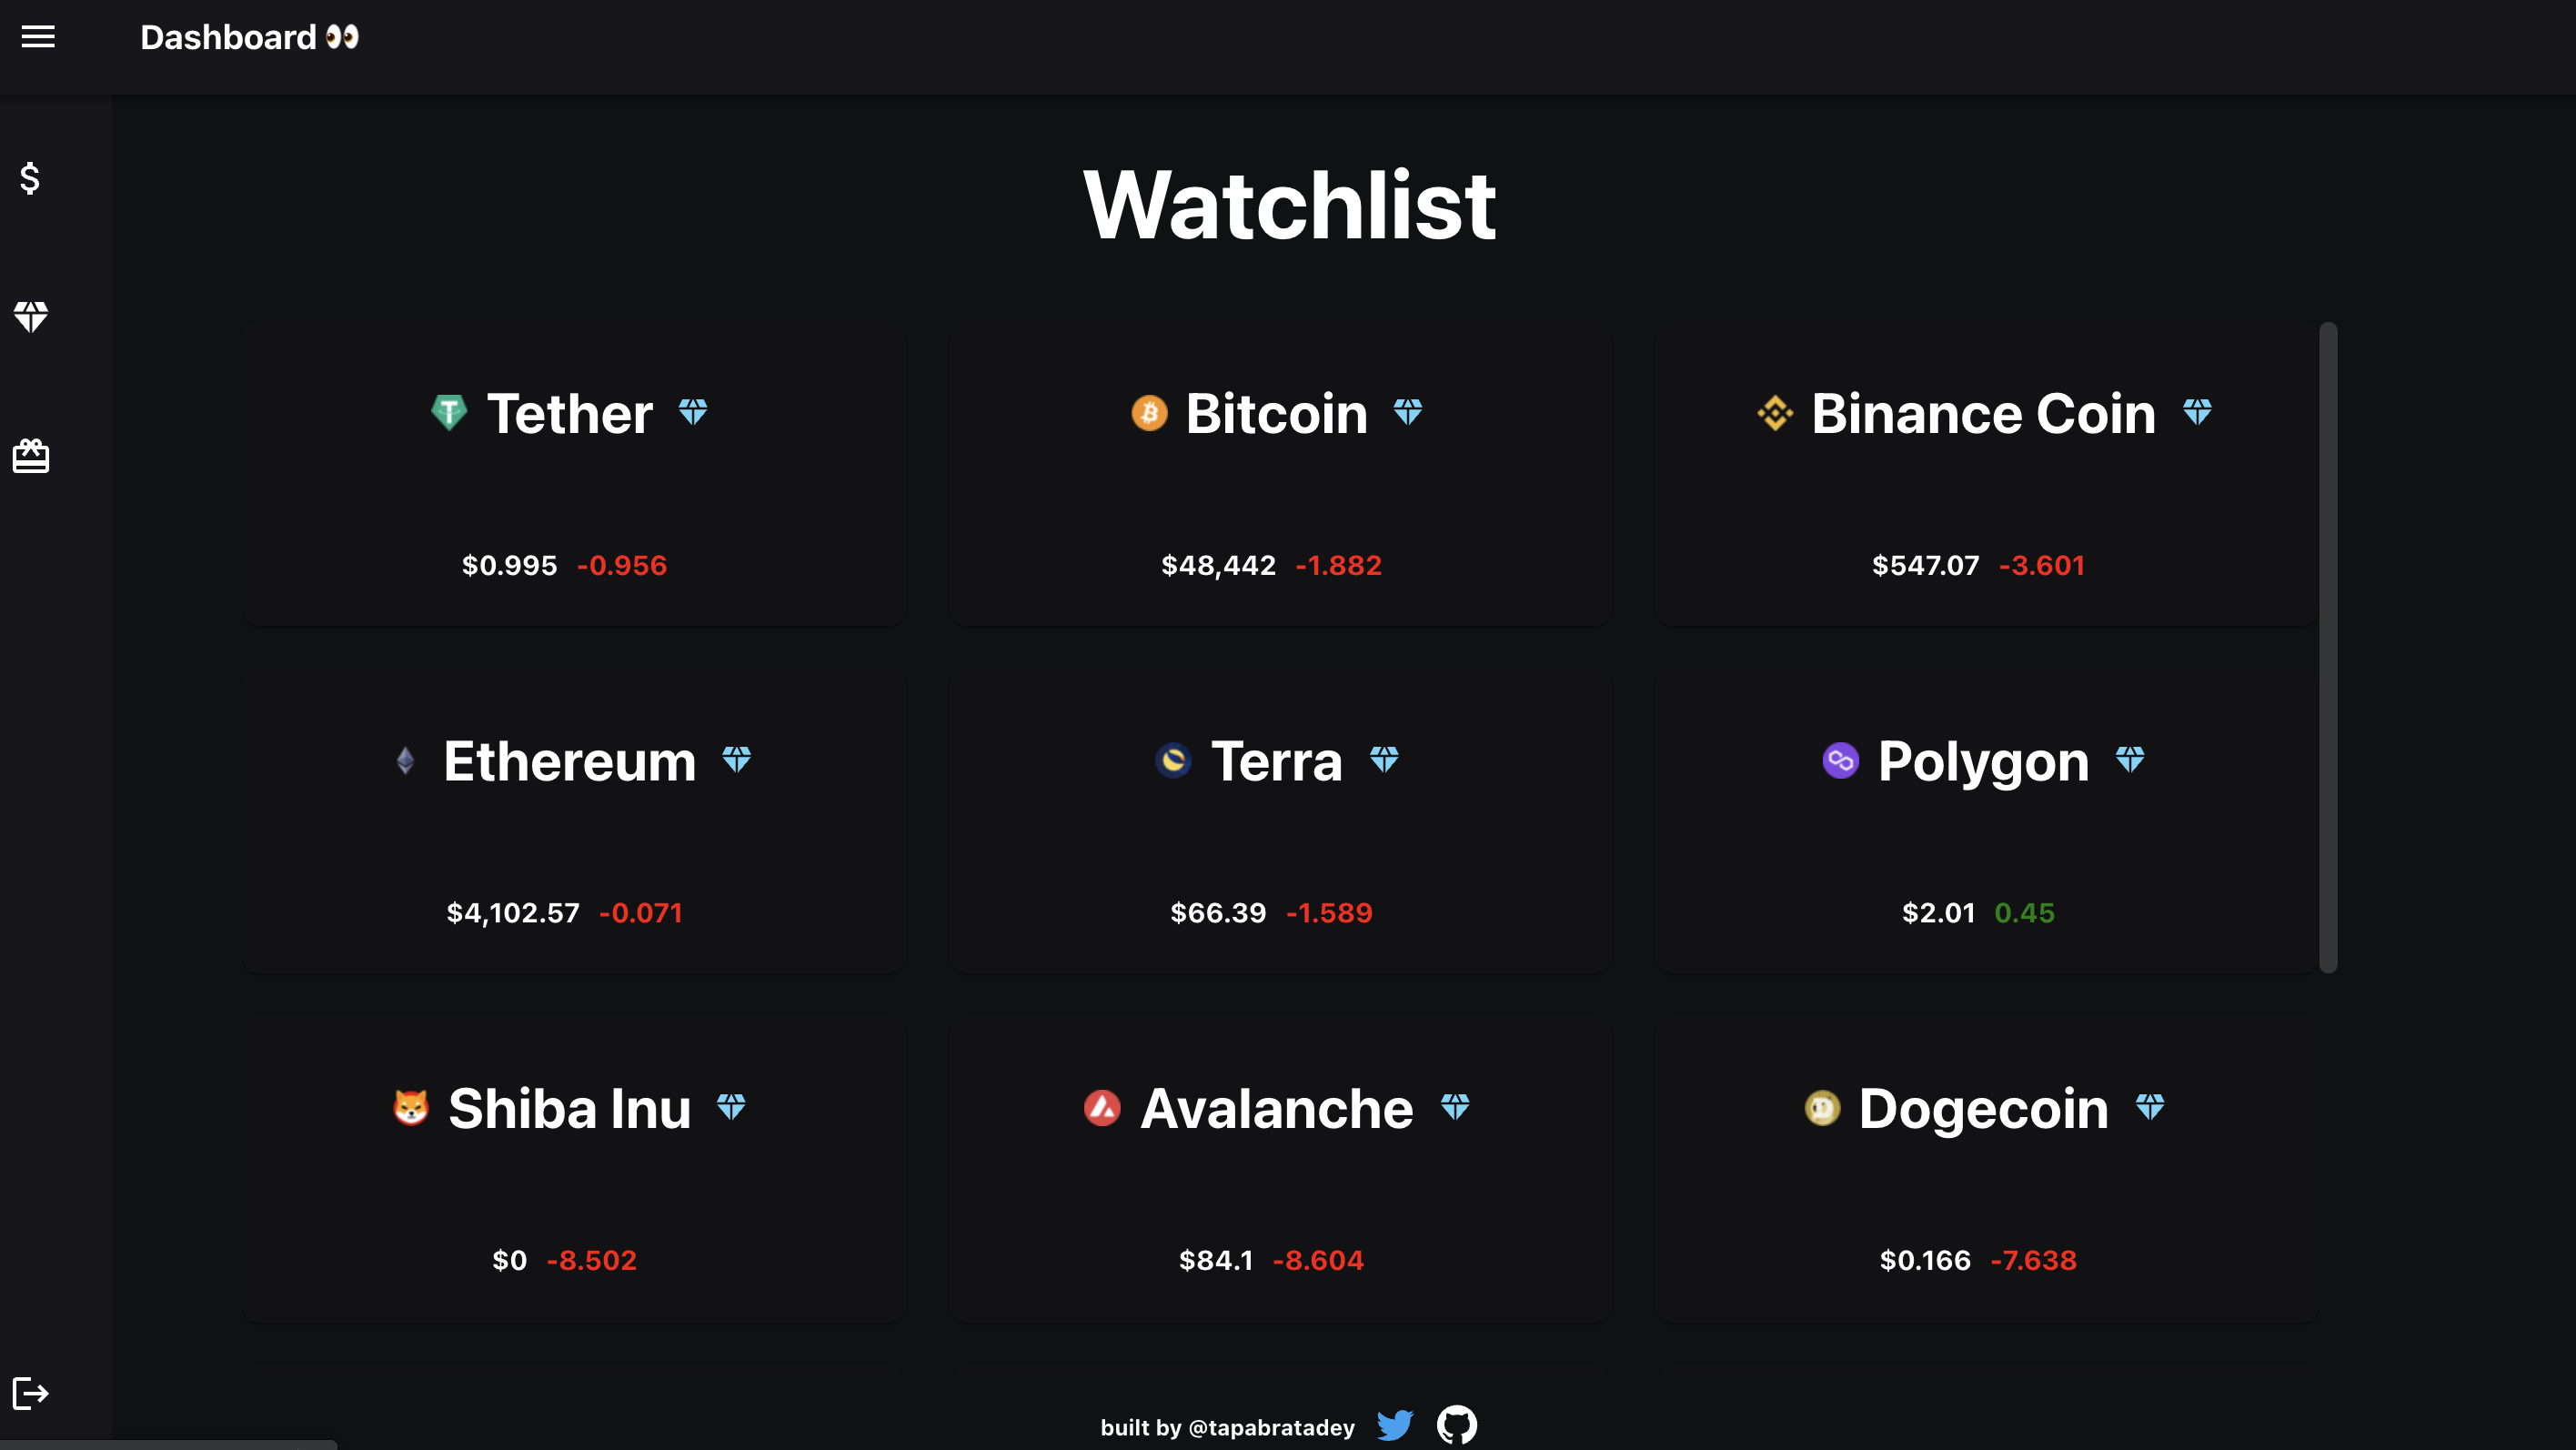 Dashboard 👀
Watchlist
Tether
Bitcoin
Binance Coin
$0.995 -0.956
$48,442 -1.882
$547.07 -3.601
Ethereum
Terra
Polygon
$4,102.57 -0.071
$66.39 -1.589
$2.01 0.45
Shiba Inu
Avalanche
Dogecoin
$0 -8.502
$84.1 -8.604
$0.166 -7.638
built by @tapabratadey